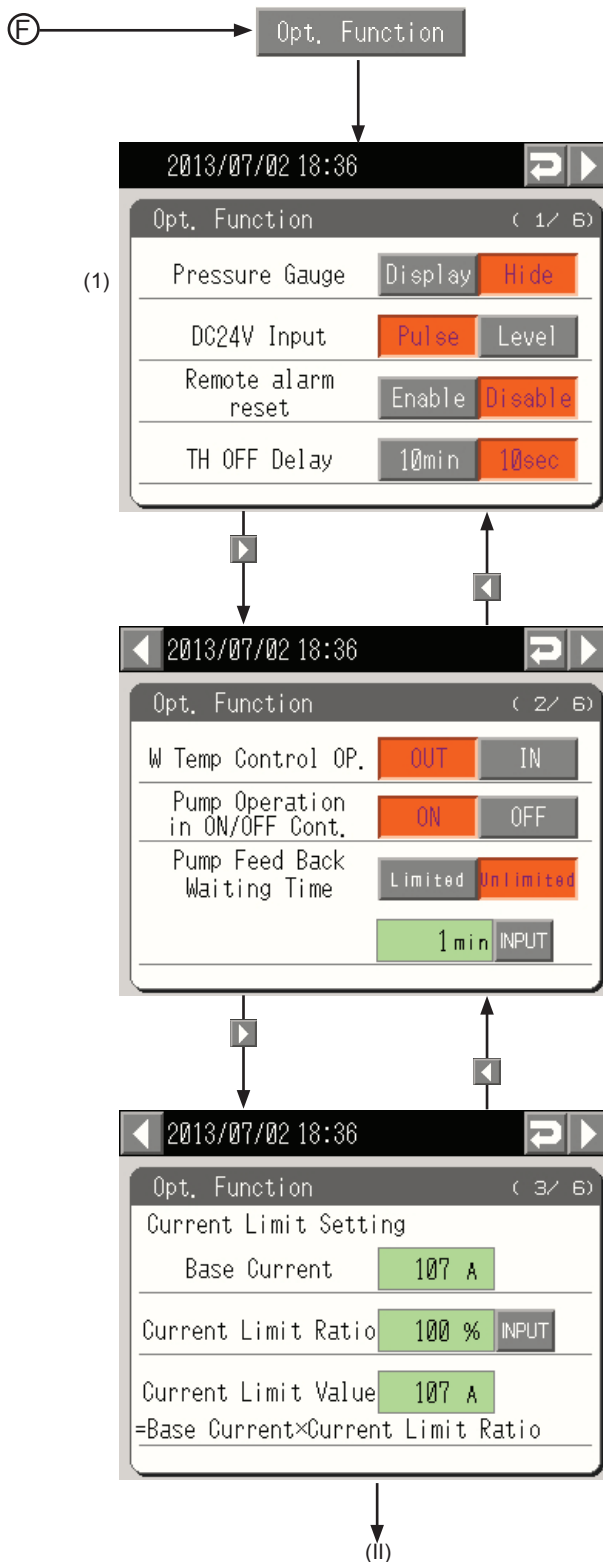 F
Opt. Function
2013/07/02 18:36
Opt. Function ( 1/ 6)
(1)
Pressure Gauge Display Hide
DC24V Input Pulse Level
Remote alarm
reset Enable Disable
TH OFF Delay 10min 10sec
2013/07/02 18:36
Opt. Function ( 2/ 6)
W Temp Control OP. OUT IN
Pump Operation
in ON/OFF Cont. ON OFF
Pump Feed Back
Waiting Time Limited Unlimited
1 min INPUT
2013/07/02 18:36
Opt. Function ( 3/ 6)
Current Limit Setting
Base Current 107 A
Current Limit Ratio 100 % INPUT
Current Limit Value 107 A
=Base Current×Current Limit Ratio
(II)